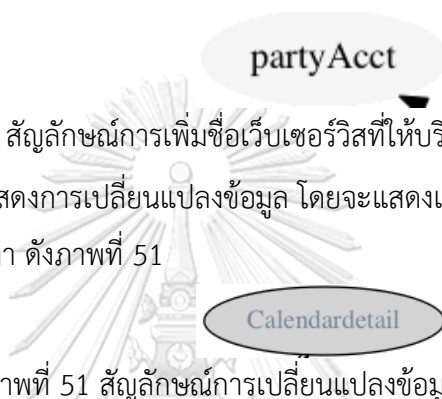 partyAcct
สัญลักษณ์การเพิ่มชื่อเว็บเซอร์วิสที่ให้บริ
สดงการเปลี่ยนแปลงข้อมูล โดยจะแสดงเ
ดังภาพที่ 51
Calendardetail
าพที่ 51 สัญลักษณ์การเปลี่ยนแปลงข้อมู